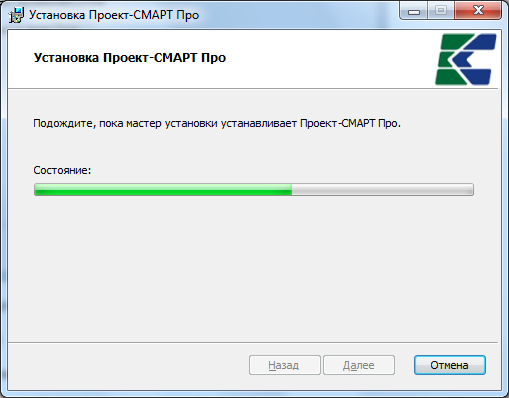 Установка Проект-СМАРТ Про
Установка Проект-СМАРТ Про
Подождите, пока мастер установки устанавливает Проект-СМАРТ Про.
Состояние:
Назад
Далее
Отмена